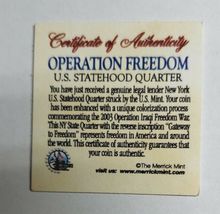 Certificate of Authenticity
OPERATION FREEDOM
U.S. STATEHOOD QUARTER
You have just received a genuine legal tender New York
U.S. Statehood Quarter struck by the U.S. Mint. Your coin
has been enhanced with a unique colorization process
commemorating the 2003 Operation Iraqi Freedom War.
This NY State Quarter with the reverse inscription "Gateway
to Freedom" represents freedom in America and around
the world. This certificate of authenticity guarantees that
your coin is authentic.
©The Merrick Mint
visit us: www.merrickmint.com